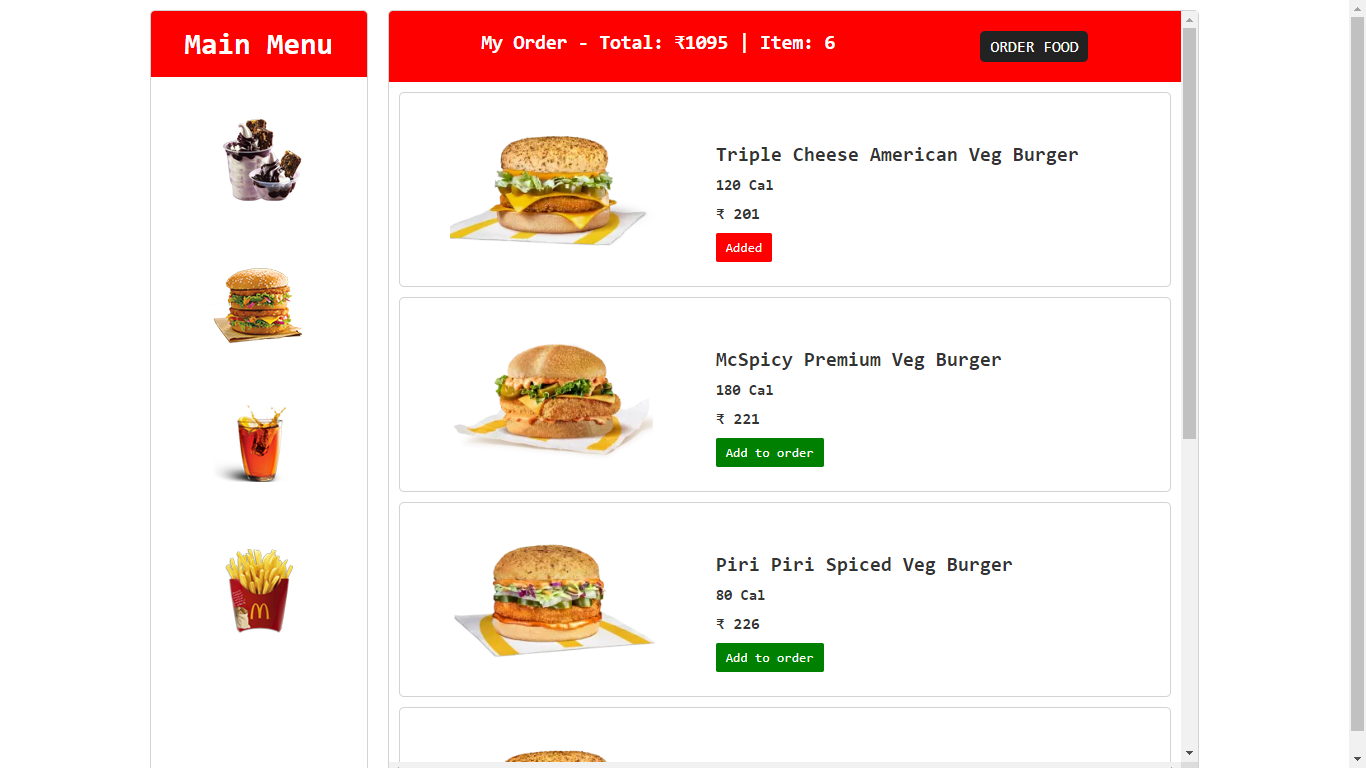 Main Menu
My Order - Total: ₹1095 | Item: 6
ORDER FOOD
Triple Cheese American Veg Burger
120 Cal
₹ 201
Added
McSpicy Premium Veg Burger
180 Cal
₹ 221
Add to order
Piri Piri Spiced Veg Burger
80 Cal
₹ 226
Add to order